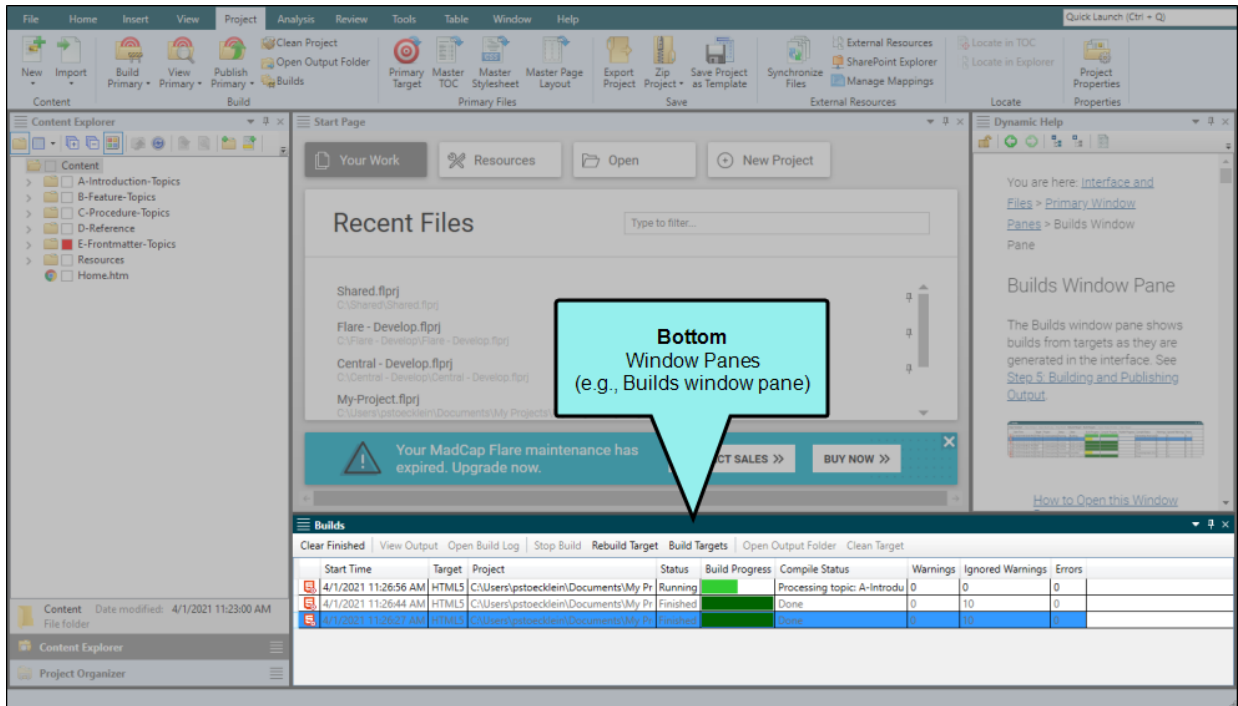 File Home Insert View Project Analysis Review Tools Table Window Help
Quick Launch (Ctrl + Q)
New Import
Build Primary View Primary Publish Primary
Clean Project
Open Output Folder
Builds
Primary Target Master TOC Master Stylesheet Master Page Layout
Export Project Zip Project Save Project as Template
Synchronize Files
External Resources
SharePoint Explorer
Manage Mappings
Locate in TOC
Locate in Explorer
Project Properties
Content Build Primary Files Save External Resources Locate Properties
Content Explorer
Content
A-Introduction-Topics
B-Feature-Topics
C-Procedure-Topics
D-Reference
E-Frontmatter-Topics
Resources
Home.htm
Content Date modified: 4/1/2021 11:23:00 AM
File folder
Content Explorer
Project Organizer
Start Page
Your Work Resources Open New Project
Recent Files
Type to filter...
Shared.flprj
C:\Shared\Shared.flprj
Flare - Develop.flprj
C:\Flare - Develop\Flare - Develop.flprj
Central - Develop.flprj
C:\Central - Develop\Central - Develop.flprj
My-Project.flprj
C:\Users\pstoecklein\Documents\My Projects
Your MadCap Flare maintenance has
expired. Upgrade now.
CT SALES BUY NOW
Bottom
Window Panes
(e.g., Builds window pane)
Dynamic Help
You are here: Interface and
Files > Primary Window
Panes > Builds Window
Pane
Builds Window Pane
The Builds window pane shows
builds from targets as they are
generated in the interface. See
Step 5: Building and Publishing
Output.
How to Open this Window
Builds
Clear Finished View Output Open Build Log Stop Build Rebuild Target Build Targets Open Output Folder Clean Target
Start Time Target Project Status Build Progress Compile Status Warnings Ignored Warnings Errors
4/1/2021 11:26:56 AM HTML5 C:\Users\pstoecklein\Documents\My Pr Running Processing topic: A-Introdu 0 0 0
4/1/2021 11:26:44 AM HTML5 C:\Users\pstoecklein\Documents\My Pr Finished Done 0 10 0
4/1/2021 11:26:27 AM HTML5 C:\Users\pstoecklein\Documents\My Pr Finished Done 0 10 0